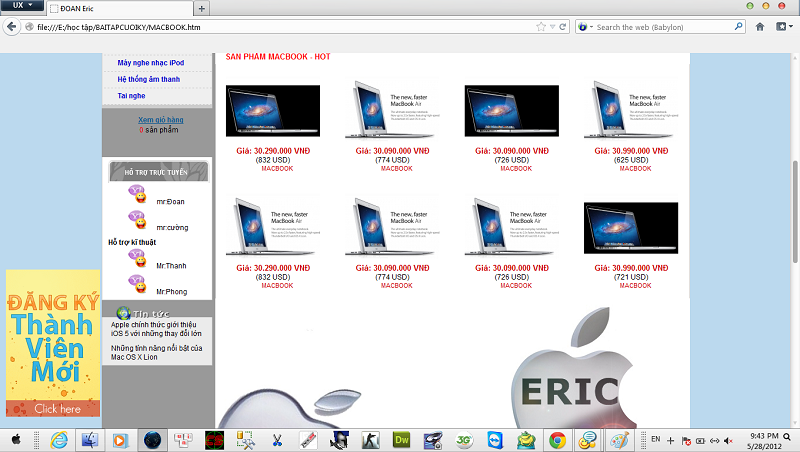 UX
ĐOAN Eric
+
file:///E:/học tập/BAITAPCUOIKY/MACBOOK.htm
Search the web (Babylon)
Máy nghe nhạc iPod
Hệ thống âm thanh
Tai nghe
Xem giỏ hàng
0 sản phẩm
HỖ TRỢ TRỰC TUYẾN
mr:Đoan
mr:cường
Hỗ trợ kĩ thuật
Mr:Thanh
Mr:Phong
Tin tức
Apple chính thức giới thiệu
iOS 5 với những thay đổi lớn
Những tính năng nổi bật của
Mac OS X Lion
ĐĂNG KÝ
Thành
Viên
Mới
Click here
SẢN PHẨM MACBOOK - HOT
The new, faster
MacBook Air
The new, faster
MacBook Air
Giá: 30.290.000 VNĐ
(832 USD)
MACBOOK
Giá: 30.090.000 VNĐ
(774 USD)
MACBOOK
Giá: 30.090.000 VNĐ
(726 USD)
MACBOOK
Giá: 30.990.000 VNĐ
(625 USD)
MACBOOK
The new, faster
MacBook Air
The new, faster
MacBook Air
The new, faster
MacBook Air
Giá: 30.290.000 VNĐ
(832 USD)
MACBOOK
Giá: 30.090.000 VNĐ
(774 USD)
MACBOOK
Giá: 30.090.000 VNĐ
(726 USD)
MACBOOK
Giá: 30.990.000 VNĐ
(721 USD)
MACBOOK
ERIC
Dw
3G
EN
9:43 PM
5/28/2012